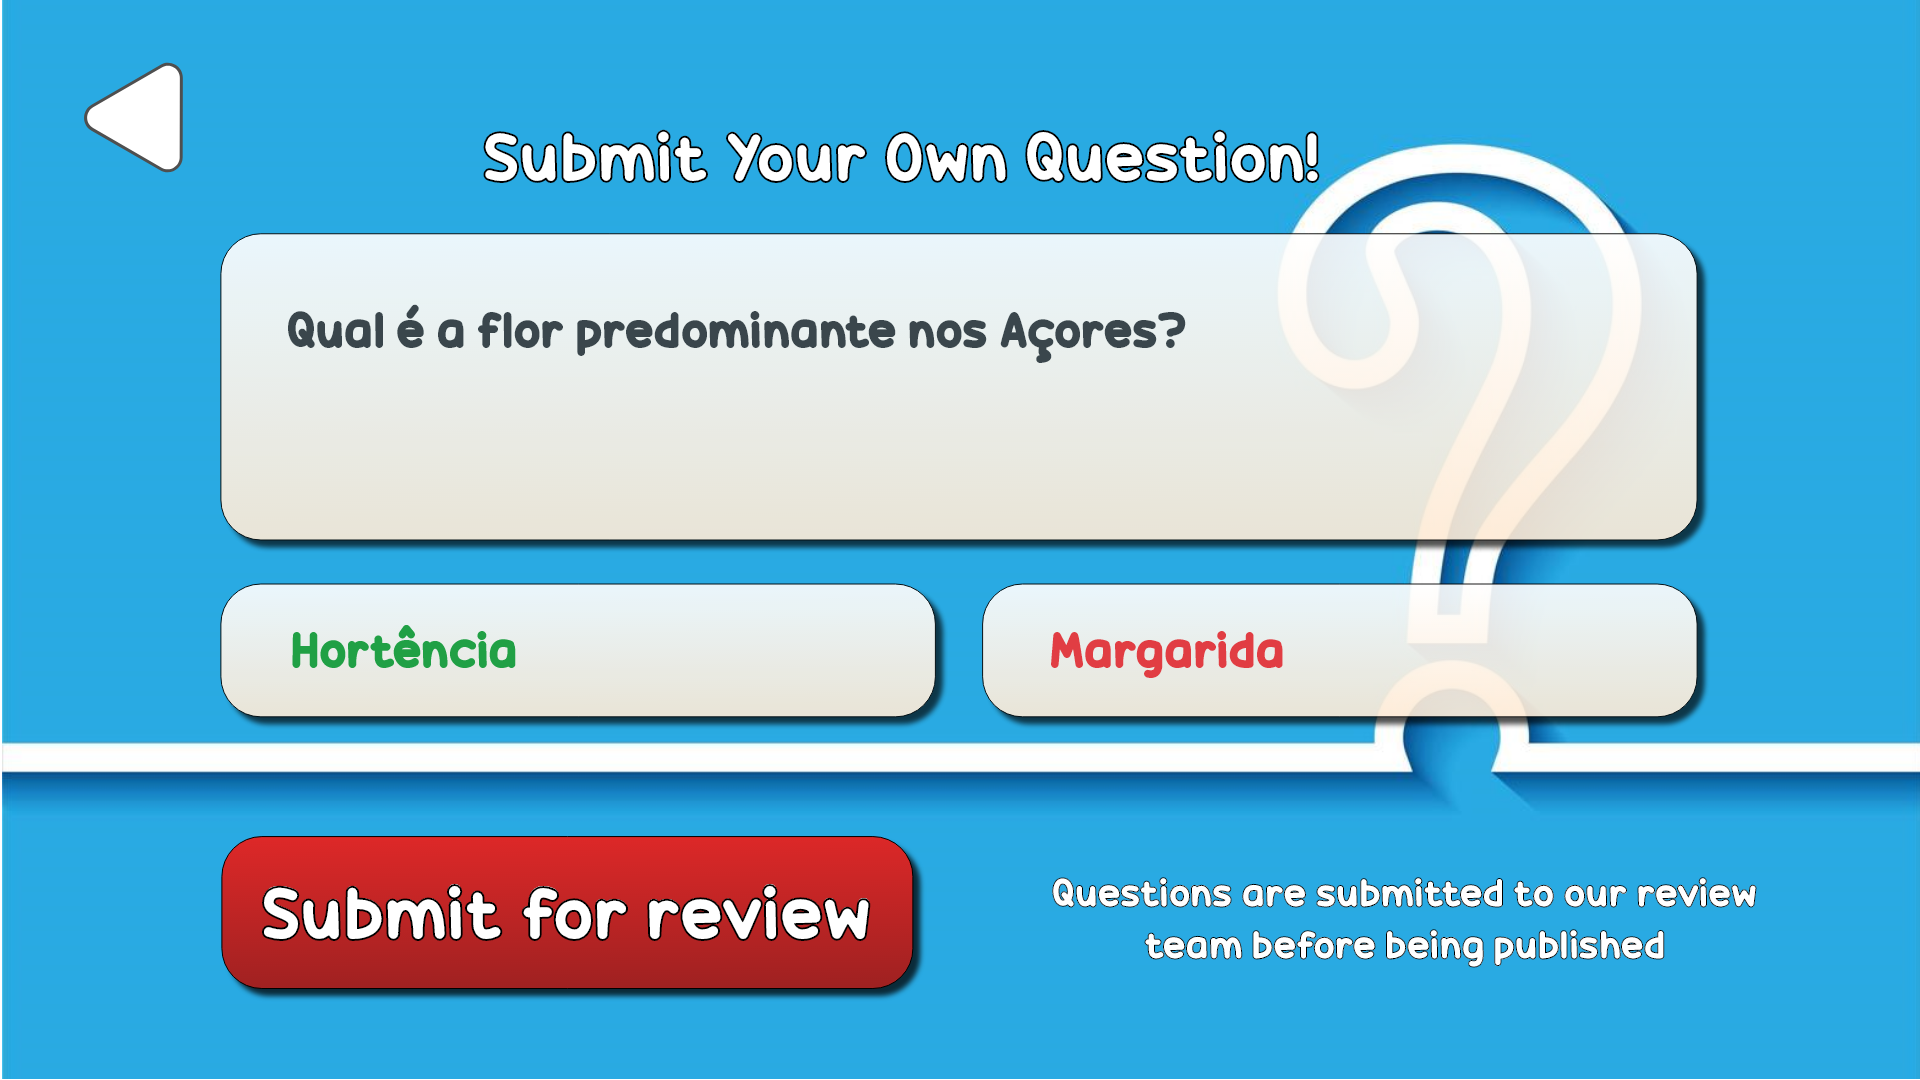 Submit Your Own Question!
Qual é a flor predominante nos Açores?
Hortência
Margarida
Submit for review
Questions are submitted to our review
team before being published